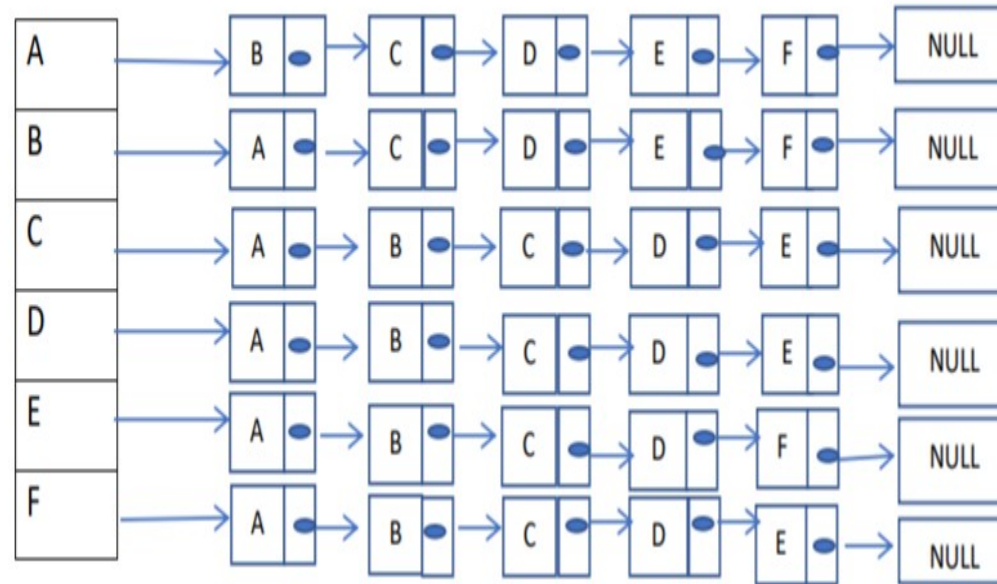 A B C D E F NULL
B A C D E F NULL
C A B C D E NULL
D A B C D E NULL
E A B C D F NULL
F A B C D E NULL